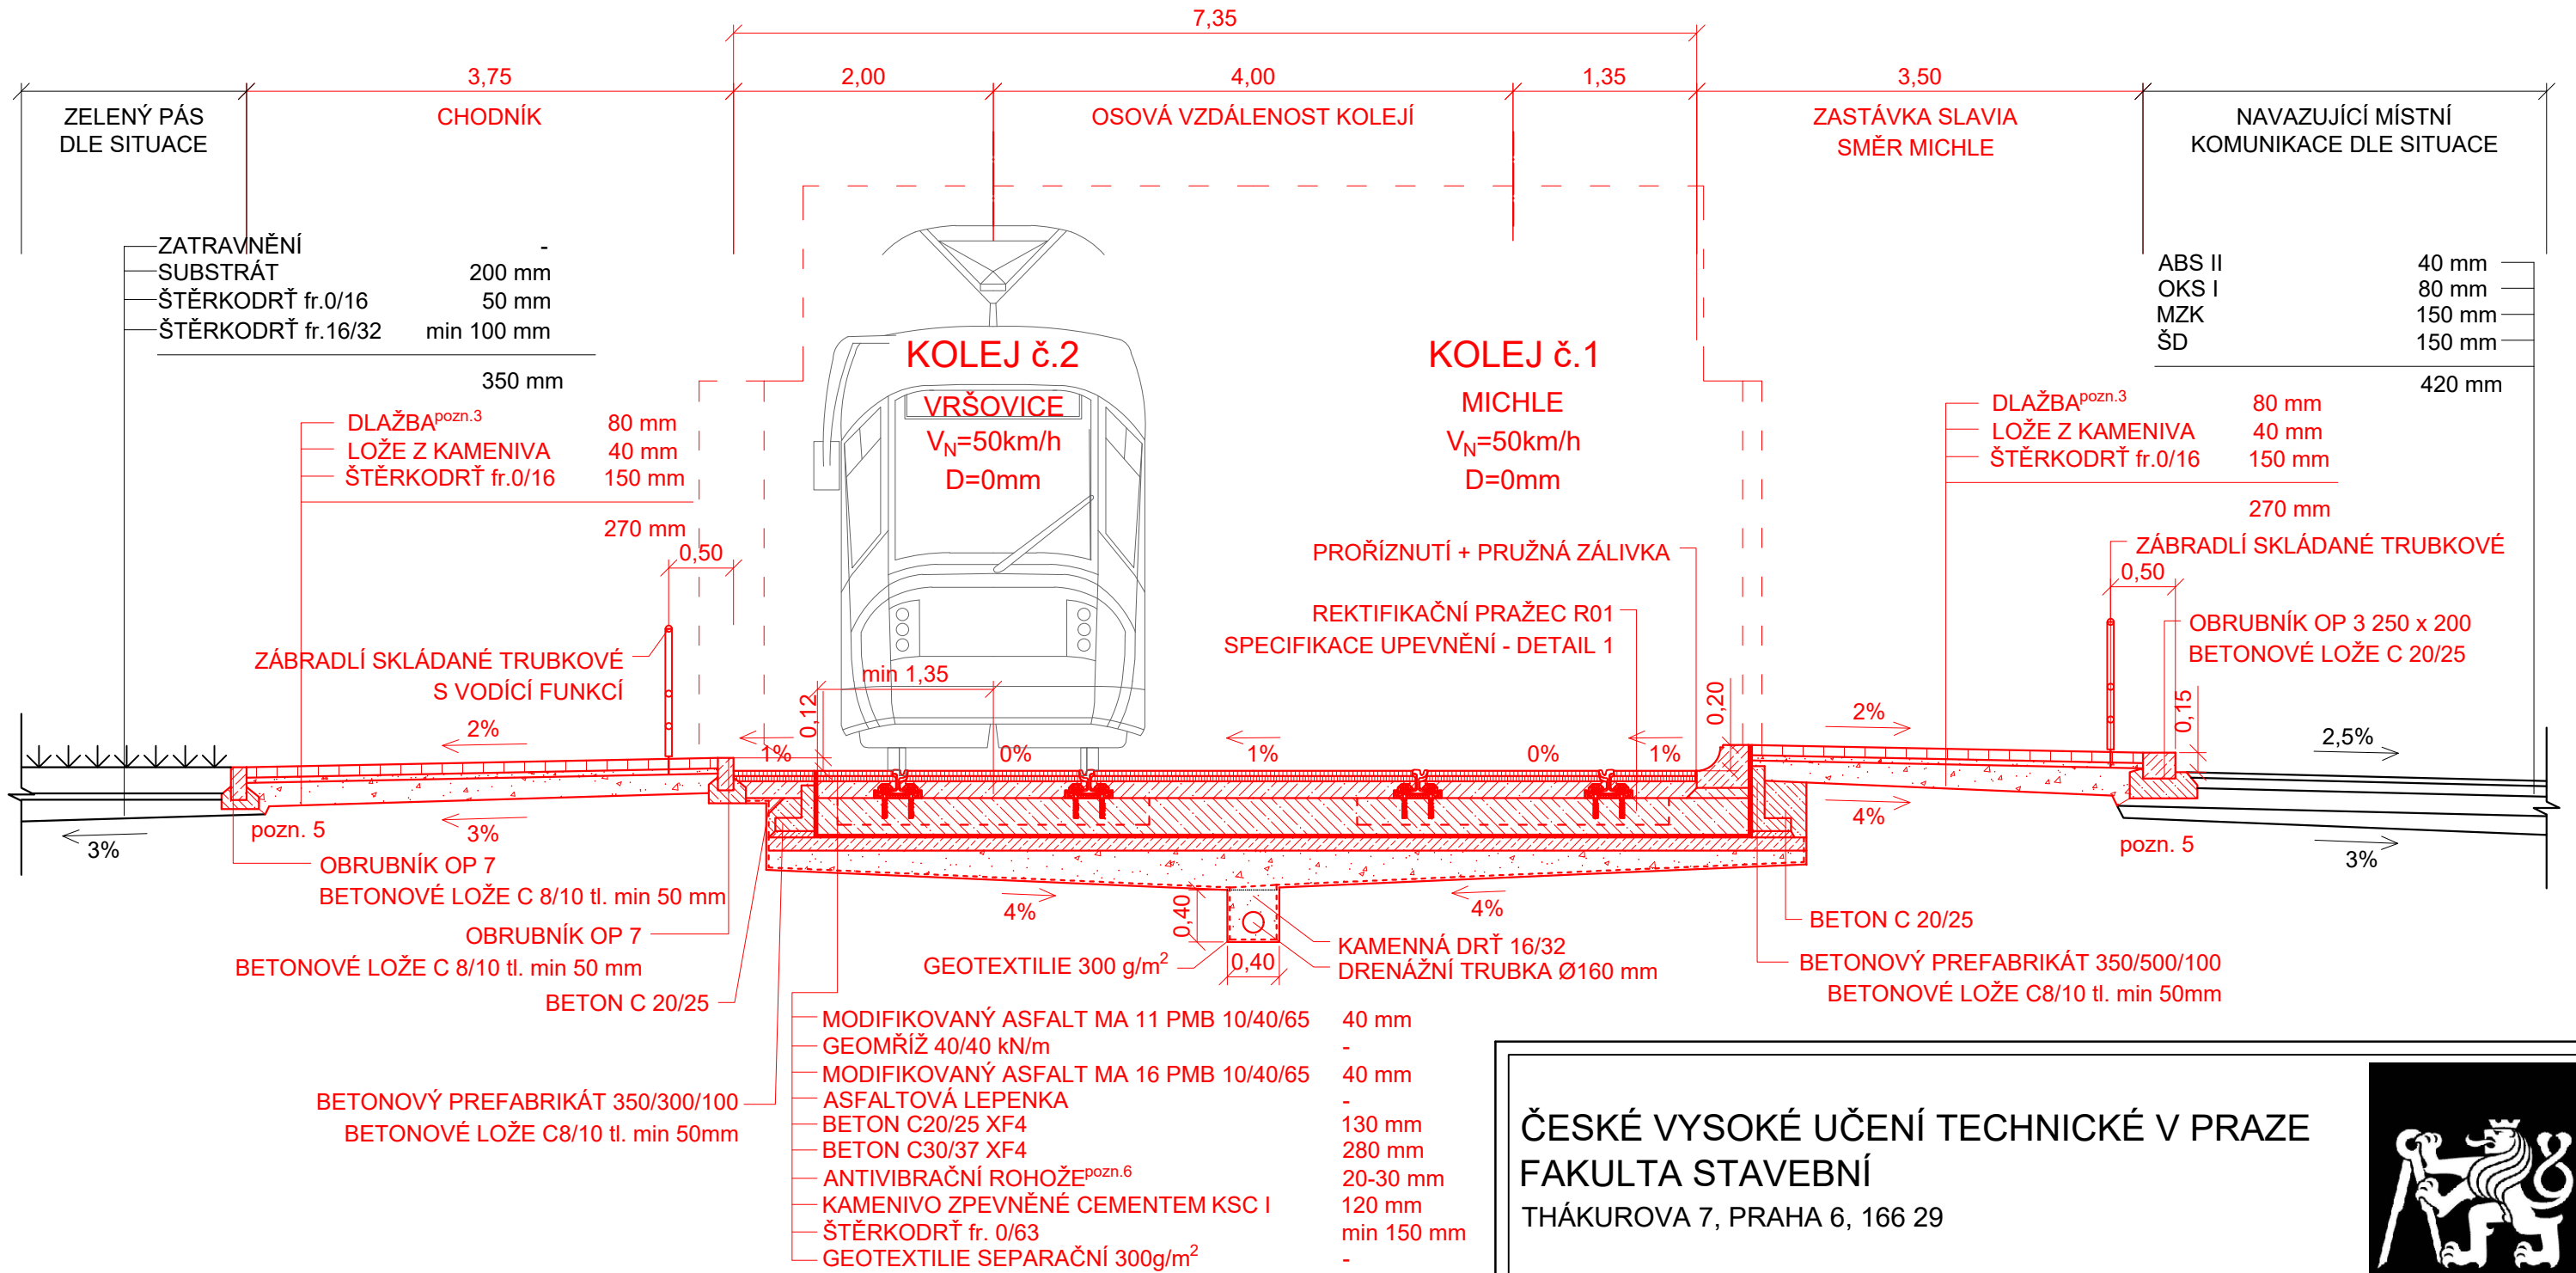 7,35
3,75
2,00
4,00
1,35
3,50
ZELENÝ PÁS
DLE SITUACE
CHODNÍK
OSOVÁ VZDÁLENOST KOLEJÍ
ZASTÁVKA SLAVIA
SMĚR MICHLE
NAVAZUJÍCÍ MÍSTNÍ
KOMUNIKACE DLE SITUACE
ZATRAVNĚNÍ -
SUBSTRÁT 200 mm
ŠTĚRKODRŤ fr.0/16 50 mm
ŠTĚRKODRŤ fr.16/32 min 100 mm
350 mm
ABS II 40 mm
OKS I 80 mm
MZK 150 mm
ŠD 150 mm
420 mm
DLAŽBA pozn.3 80 mm
LOŽE Z KAMENIVA 40 mm
ŠTĚRKODRŤ fr.0/16 150 mm
270 mm
KOLEJ č.2
VRŠOVICE
VN=50km/h
D=0mm
KOLEJ č.1
MICHLE
VN=50km/h
D=0mm
DLAŽBA pozn.3 80 mm
LOŽE Z KAMENIVA 40 mm
ŠTĚRKODRŤ fr.0/16 150 mm
270 mm
0,50
PROŘÍZNUTÍ + PRUŽNÁ ZÁLIVKA
ZÁBRADLÍ SKLÁDANÉ TRUBKOVÉ
0,50
REKTIFIKAČNÍ PRAŽEC R01
SPECIFIKACE UPEVNĚNÍ - DETAIL 1
OBRUBNÍK OP 3 250 x 200
BETONOVÉ LOŽE C 20/25
ZÁBRADLÍ SKLÁDANÉ TRUBKOVÉ
S VODÍCÍ FUNKCÍ
min 1,35
0,12
0,20
0,15
2%
1%
0%
1%
0%
1%
2%
2,5%
3%
pozn. 5
3%
4%
4%
4%
pozn. 5
3%
OBRUBNÍK OP 7
BETONOVÉ LOŽE C 8/10 tl. min 50 mm
OBRUBNÍK OP 7
BETONOVÉ LOŽE C 8/10 tl. min 50 mm
BETON C 20/25
0,40
0,40
GEOTEXTILIE 300 g/m2
KAMENNÁ DRŤ 16/32
DRENÁŽNÍ TRUBKA Ø160 mm
BETON C 20/25
BETONOVÝ PREFABRIKÁT 350/500/100
BETONOVÉ LOŽE C8/10 tl. min 50mm
BETONOVÝ PREFABRIKÁT 350/300/100
BETONOVÉ LOŽE C8/10 tl. min 50mm
MODIFIKOVANÝ ASFALT MA 11 PMB 10/40/65 40 mm
GEOMŘÍŽ 40/40 kN/m -
MODIFIKOVANÝ ASFALT MA 16 PMB 10/40/65 40 mm
ASFALTOVÁ LEPENKA -
BETON C20/25 XF4 130 mm
BETON C30/37 XF4 280 mm
ANTIVIBRAČNÍ ROHOŽE pozn.6 20-30 mm
KAMENIVO ZPEVNĚNÉ CEMENTEM KSC I 120 mm
ŠTĚRKODRŤ fr. 0/63 min 150 mm
GEOTEXTILIE SEPARAČNÍ 300g/m2 -
ČESKÉ VYSOKÉ UČENÍ TECHNICKÉ V PRAZE
FAKULTA STAVEBNÍ
THÁKUROVA 7, PRAHA 6, 166 29